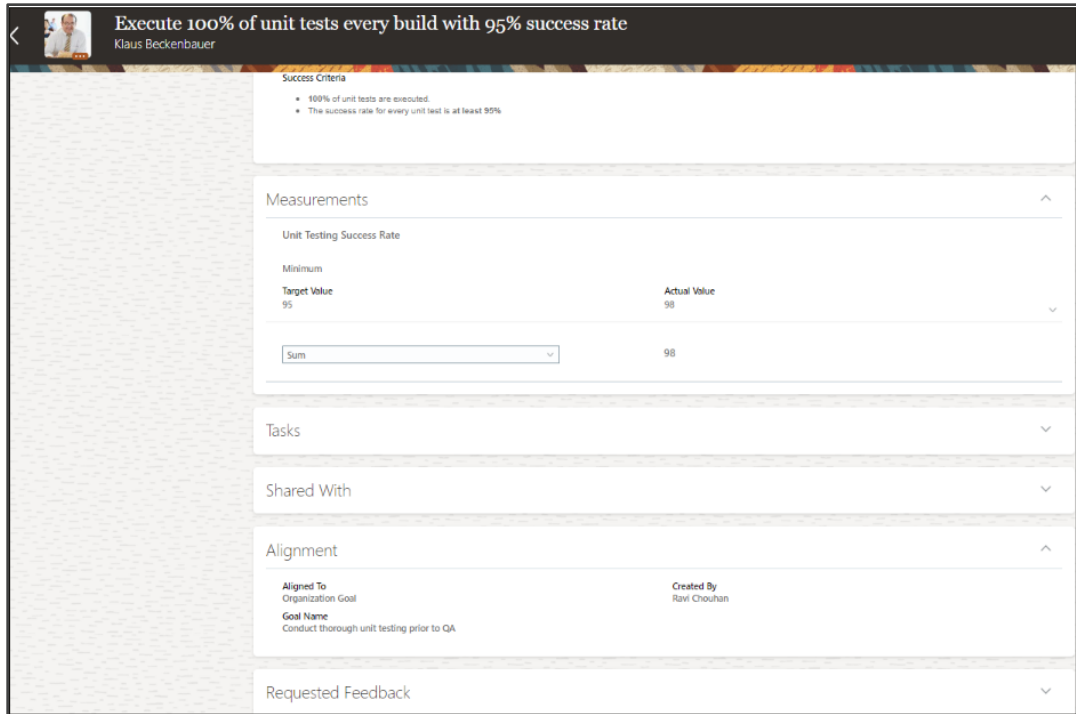 Execute 100% of unit tests every build with 95% success rate
Klaus Beckenbauer
Success Criteria
100% of unit tests are executed.
The success rate for every unit test is at least 95%
Measurements
Unit Testing Success Rate
Minimum
Target Value
Actual Value
95
98
Sum
98
Tasks
Shared With
Alignment
Aligned To
Created By
Organization Goal
Ravi Chouhan
Goal Name
Conduct thorough unit testing prior to QA
Requested Feedback